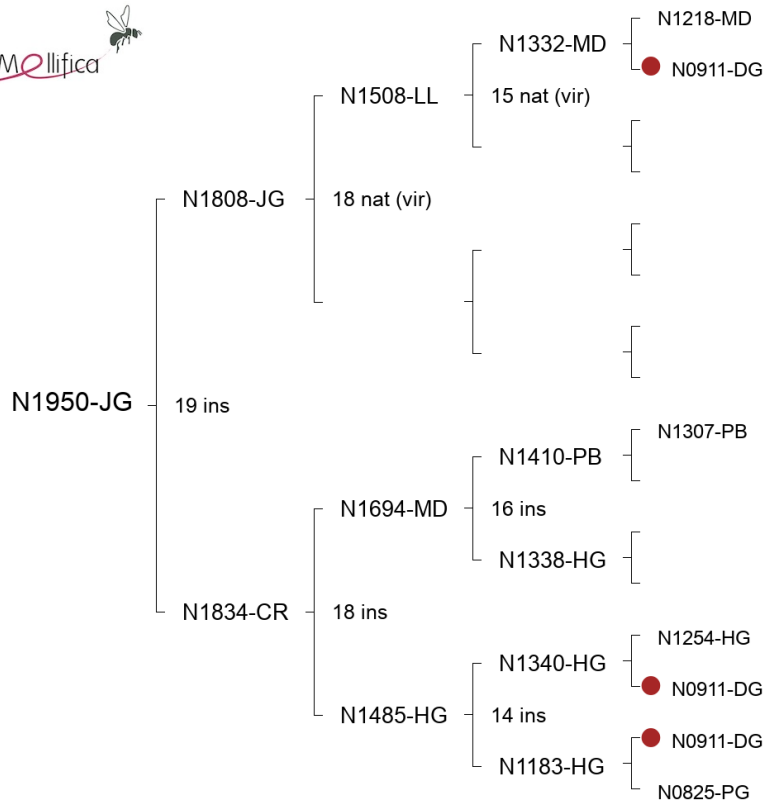 Mellifica
N1218-MD
N1332-MD
N0911-DG
N1508-LL
15 nat (vir)
N1808-JG
18 nat (vir)
N1950-JG
19 ins
N1307-PB
N1410-PB
N1694-MD
16 ins
N1338-HG
N1834-CR
18 ins
N1254-HG
N1340-HG
N0911-DG
N1485-HG
14 ins
N0911-DG
N1183-HG
N0825-PG